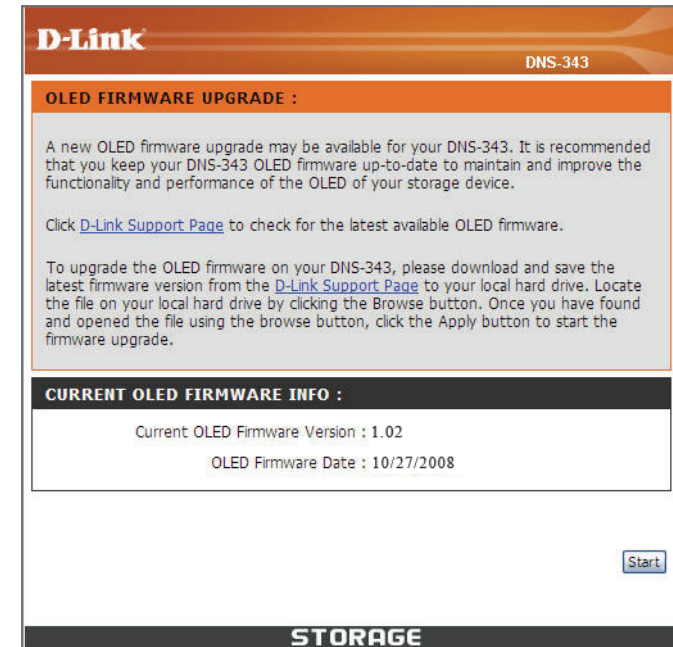 D-Link
DNS-343
OLED FIRMWARE UPGRADE :
A new OLED firmware upgrade may be available for your DNS-343. It is recommended
that you keep your DNS-343 OLED firmware up-to-date to maintain and improve the
functionality and performance of the OLED of your storage device.
Click D-Link Support Page to check for the latest available OLED firmware.
To upgrade the OLED firmware on your DNS-343, please download and save the
latest firmware version from the D-Link Support Page to your local hard drive. Locate
the file on your local hard drive by clicking the Browse button. Once you have found
and opened the file using the browse button, click the Apply button to start the
firmware upgrade.
CURRENT OLED FIRMWARE INFO :
Current OLED Firmware Version : 1.02
OLED Firmware Date : 10/27/2008
Start
STORAGE